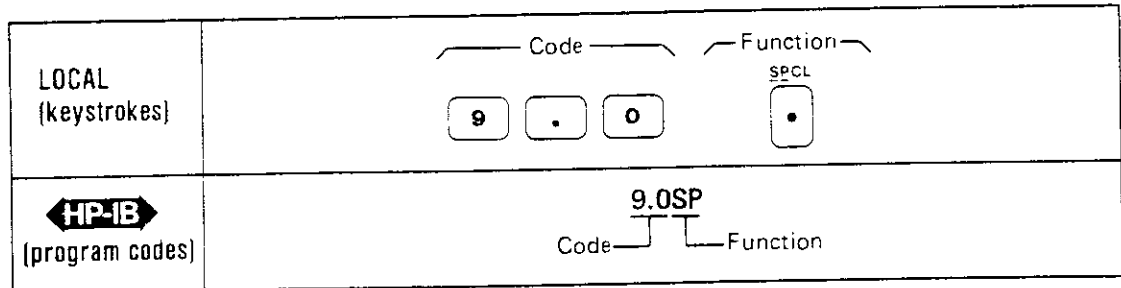 LOCAL
(keystrokes)
Code
Function
SPCL
9 . 0
HP-IB
(program codes)
9.0SP
Code
Function